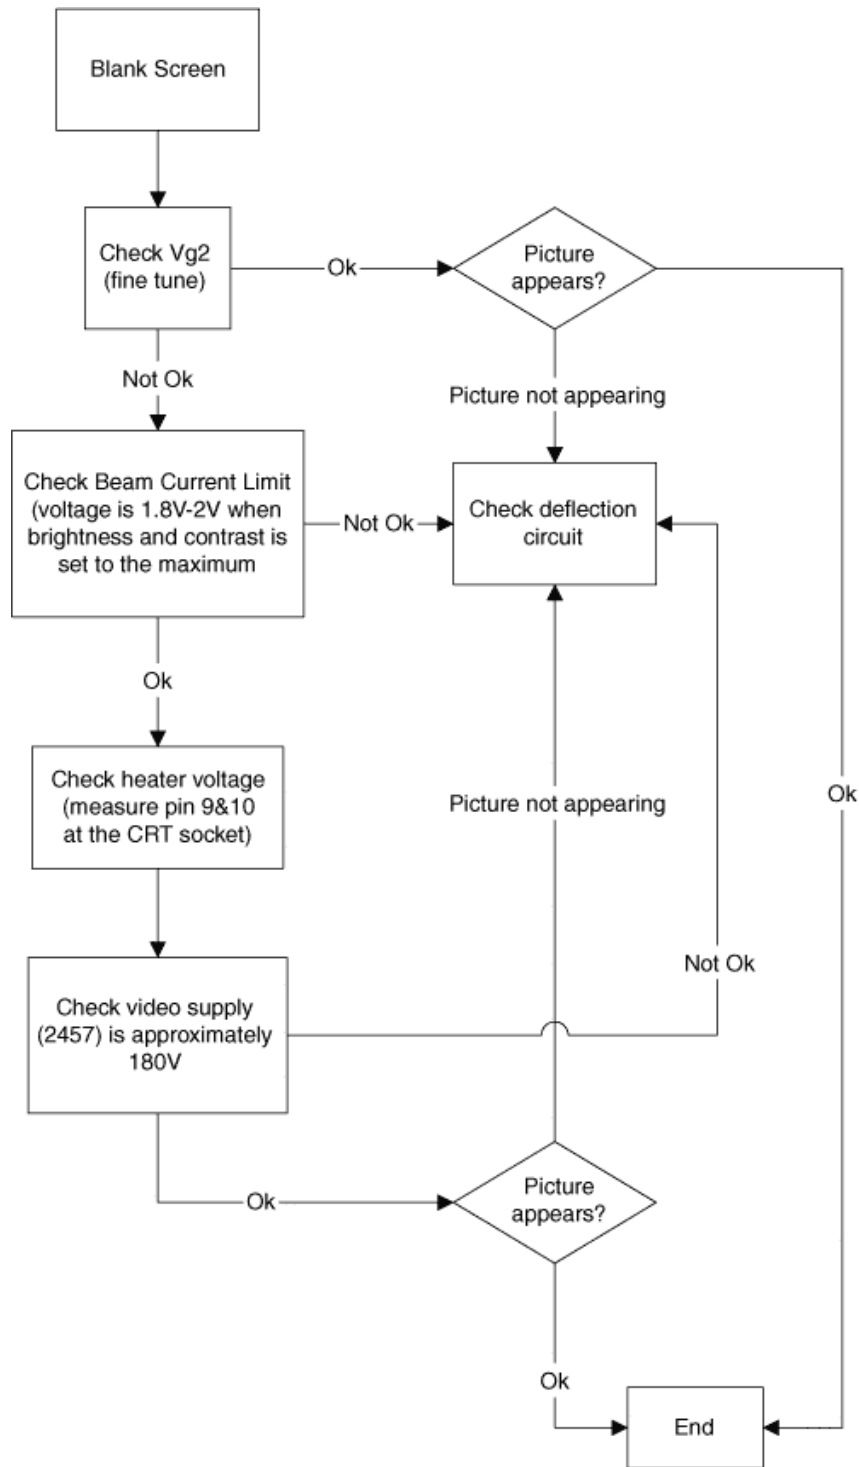 Blank Screen
Check Vg2
(fine tune)
Ok
Picture
appears?
Not Ok
Picture not appearing
Check Beam Current Limit
(voltage is 1.8V-2V when
brightness and contrast is
set to the maximum
Not Ok
Check deflection
circuit
Ok
Check heater voltage
(measure pin 9&10
at the CRT socket)
Picture not appearing
Ok
Not Ok
Check video supply
(2457) is approximately
180V
Ok
Picture
appears?
Ok
End